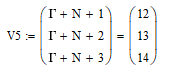 Γ + N + 1 12
V5 := Γ + N + 2 = 13
Γ + N + 3 14